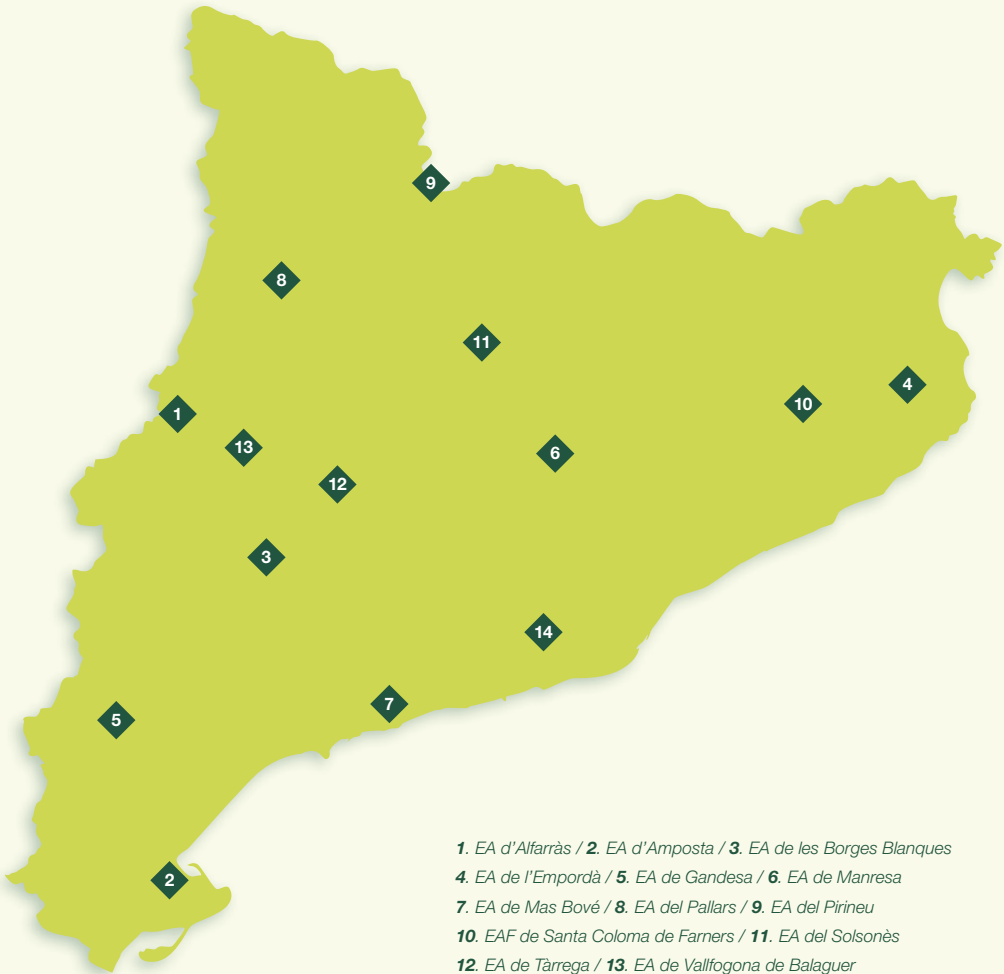 9
8
11
4
1
10
13
6
12
3
14
7
5
2
1. EA d'Alfarràs / 2. EA d'Amposta / 3. EA de les Borges Blanques
4. EA de l'Empordà / 5. EA de Gandesa / 6. EA de Manresa
7. EA de Mas Bové / 8. EA del Pallars / 9. EA del Pirineu
10. EAF de Santa Coloma de Farners / 11. EA del Solsonès
12. EA de Tàrrega / 13. EA de Vallfogona de Balaguer